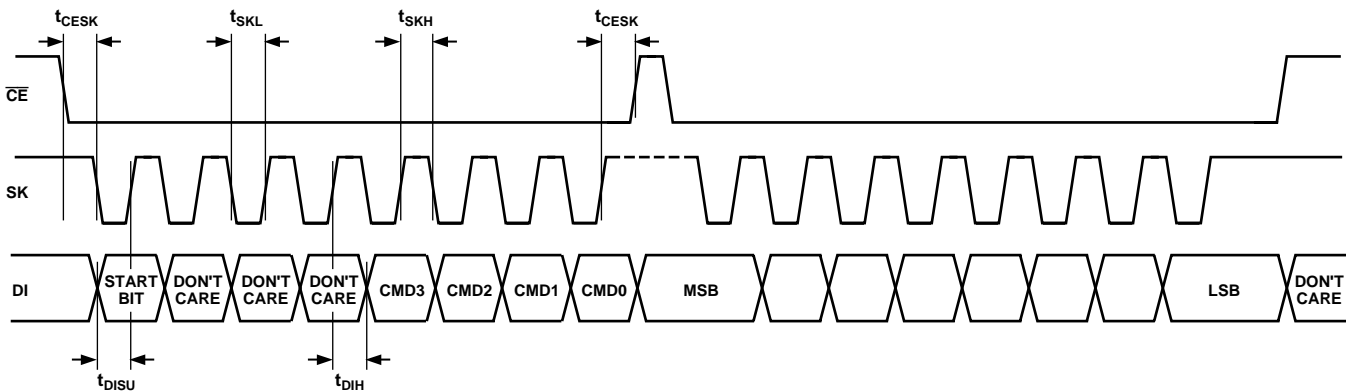 tCESK
tSKL
tSKH
tCESK
CE
SK
DI
START
BIT
DON'T
CARE
DON'T
CARE
DON'T
CARE
CMD3
CMD2
CMD1
CMD0
MSB
LSB
DON'T
CARE
tDISU
tDIH